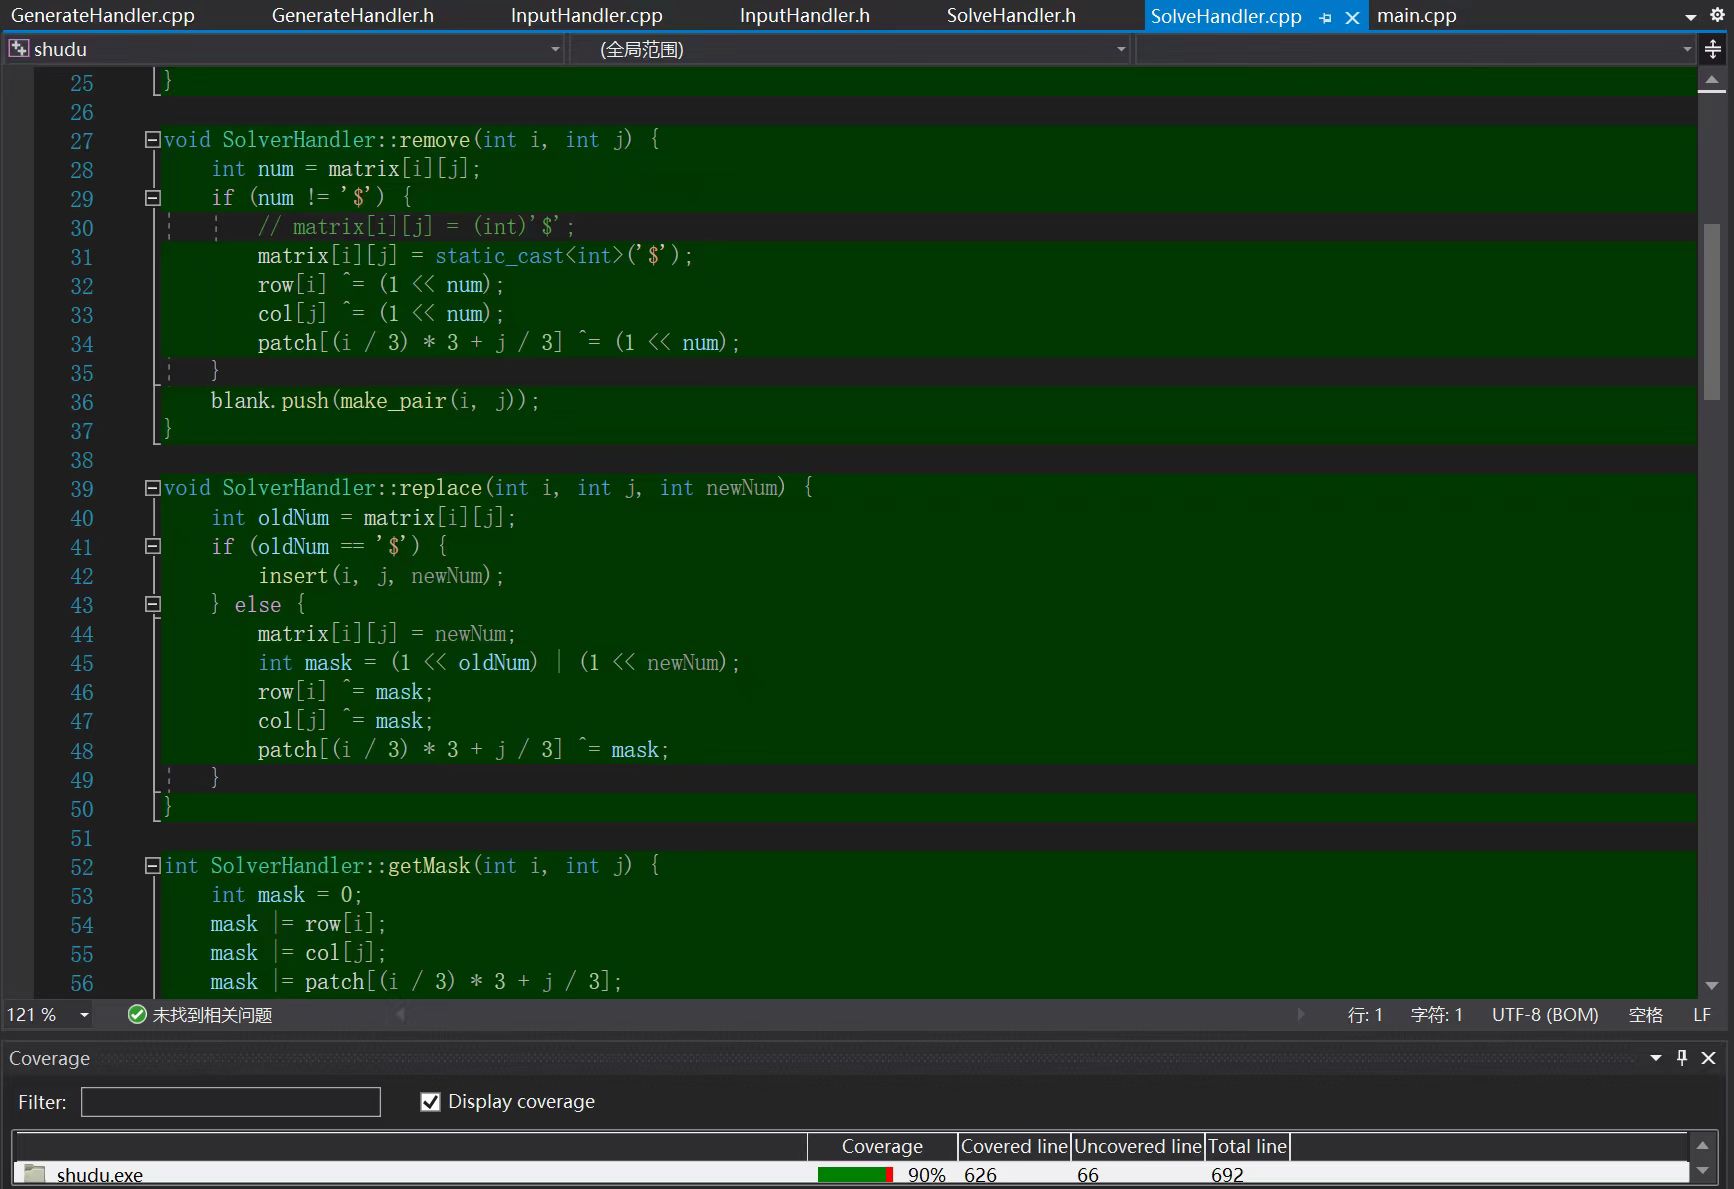 GenerateHandler.cpp GenerateHandler.h InputHandler.cpp InputHandler.h SolveHandler.h SolveHandler.cpp main.cpp
shudu (全局范围)
25 }
26
27 void SolverHandler::remove(int i, int j) {
28 int num = matrix[i][j];
29 if (num != '$') {
30 // matrix[i][j] = (int)'$';
31 matrix[i][j] = static_cast<int>('$');
32 row[i] ^= (1 << num);
33 col[j] ^= (1 << num);
34 patch[(i / 3) * 3 + j / 3] ^= (1 << num);
35 }
36 blank.push(make_pair(i, j));
37 }
38
39 void SolverHandler::replace(int i, int j, int newNum) {
40 int oldNum = matrix[i][j];
41 if (oldNum == '$') {
42 insert(i, j, newNum);
43 } else {
44 matrix[i][j] = newNum;
45 int mask = (1 << oldNum) | (1 << newNum);
46 row[i] ^= mask;
47 col[j] ^= mask;
48 patch[(i / 3) * 3 + j / 3] ^= mask;
49 }
50 }
51
52 int SolverHandler::getMask(int i, int j) {
53 int mask = 0;
54 mask |= row[i];
55 mask |= col[j];
56 mask |= patch[(i / 3) * 3 + j / 3];
121 % 未找到相关问题 行: 1 字符: 1 UTF-8 (BOM) 空格 LF
Coverage
Filter: Display coverage
Coverage Covered line Uncovered line Total line
shudu.exe 90% 626 66 692